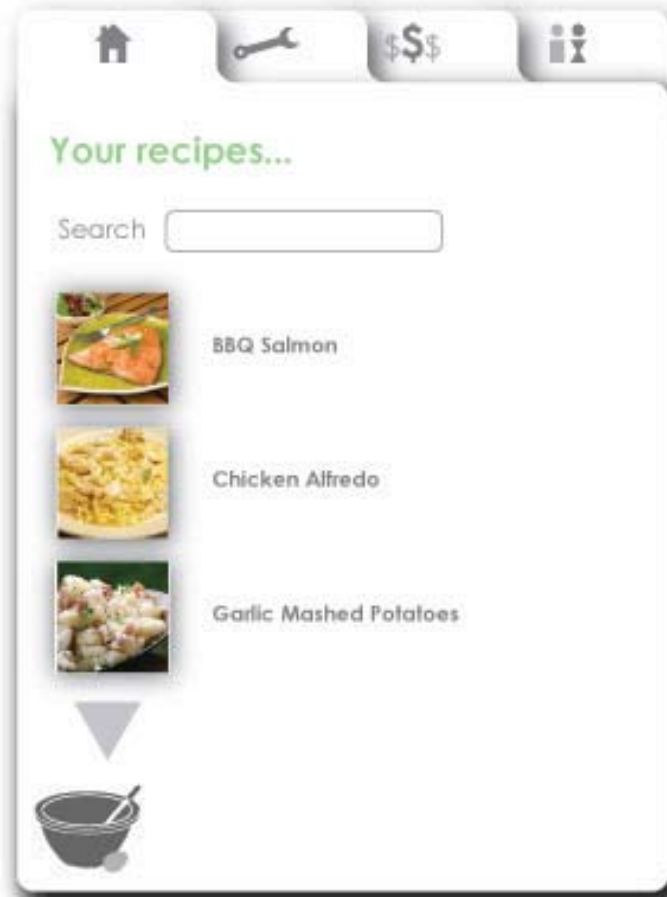 $$$
Your recipes...
Search
BBQ Salmon
Chicken Alfredo
Garlic Mashed Potatoes